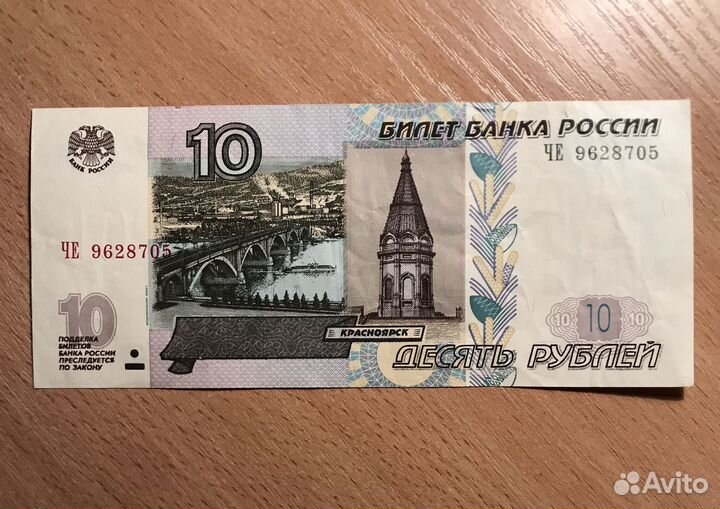 БАНК РОССИИ
10
БИЛЕТ БАНКА РОССИИ
ЧЕ 9628705
ЧЕ 9628705
10
ПОДДЕЛКА
БИЛЕТОВ
БАНКА РОССИИ
ПРЕСЛЕДУЕТСЯ
ПО ЗАКОНУ
КРАСНОЯРСК
10 10 10
ДЕСЯТЬ РУБЛЕЙ
Avito